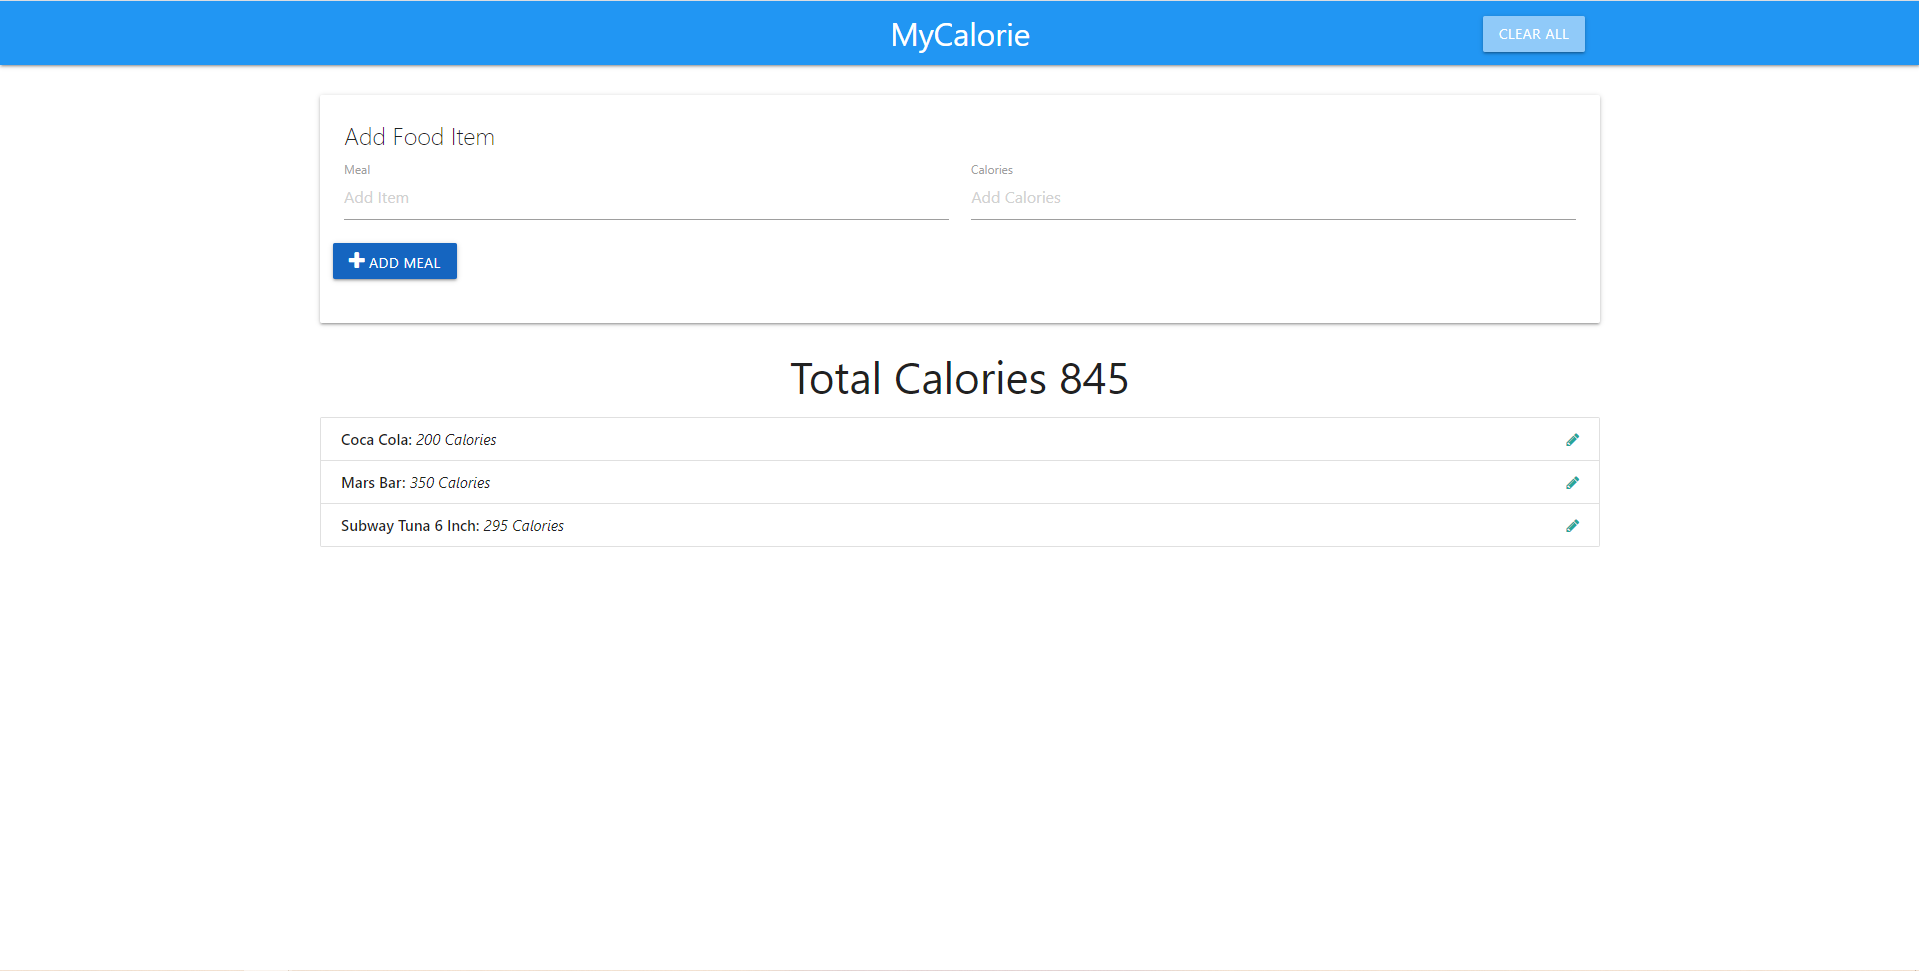 MyCalorie
CLEAR ALL
Add Food Item
Meal
Calories
Add Item
Add Calories
ADD MEAL
Total Calories 845
Coca Cola: 200 Calories
Mars Bar: 350 Calories
Subway Tuna 6 Inch: 295 Calories